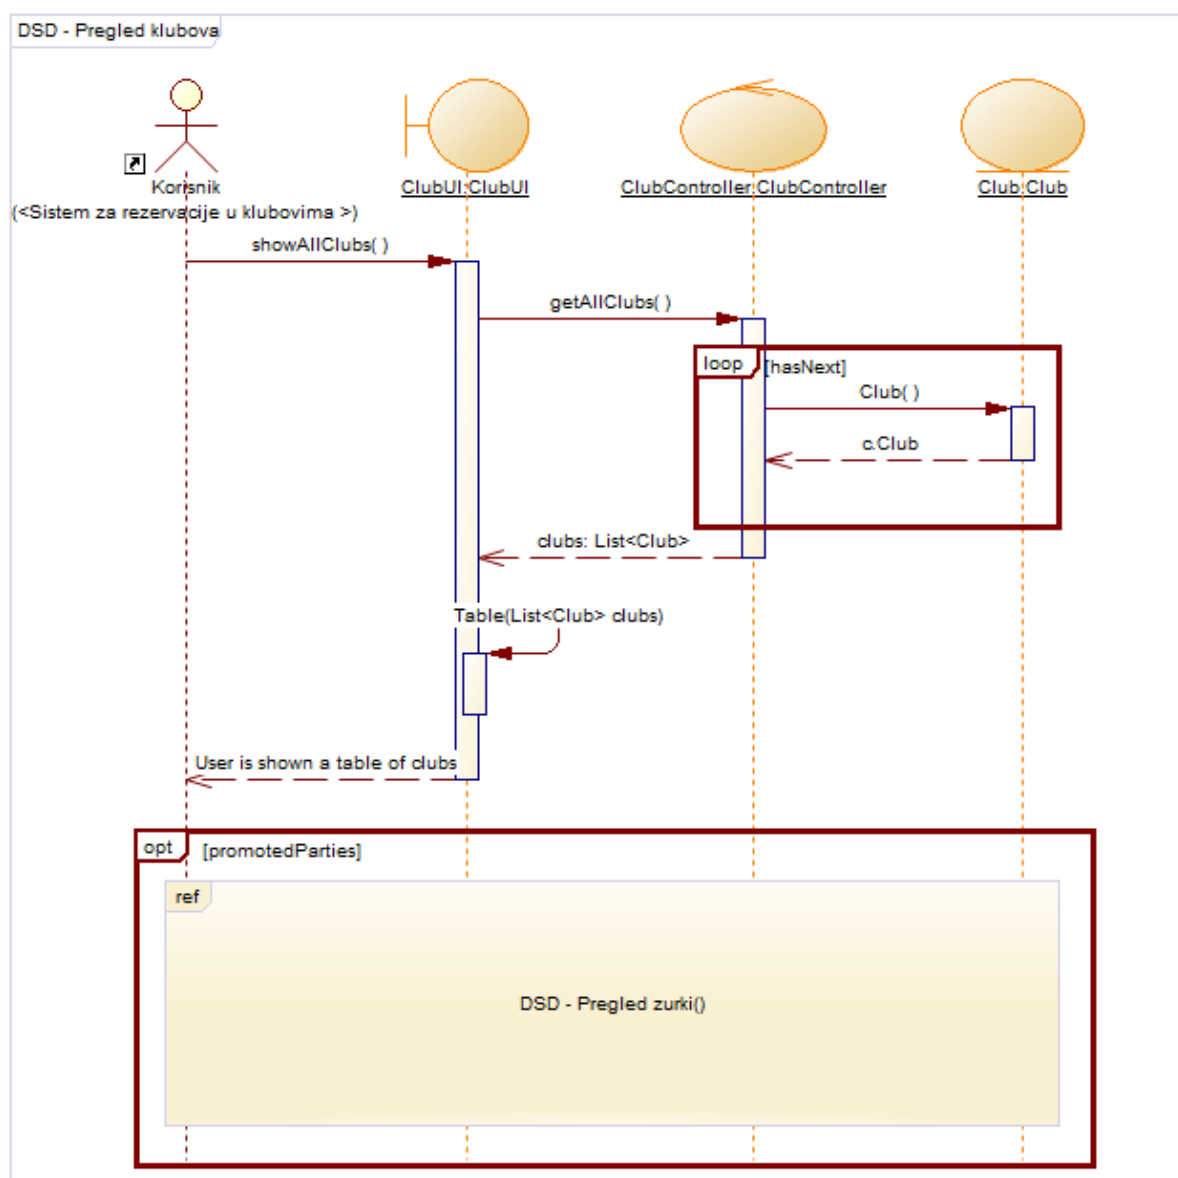 DSD - Pregled klubova
Korisnik
(<Sistem za rezervacije u klubovima >)
ClubUI:ClubUI
ClubController:ClubController
Club:Club
showAllClubs( )
getAllClubs( )
loop
[hasNext]
Club( )
c.Club
clubs: List<Club>
Table(List<Club> clubs)
User is shown a table of clubs
opt
[promotedParties]
ref
DSD - Pregled zurki()